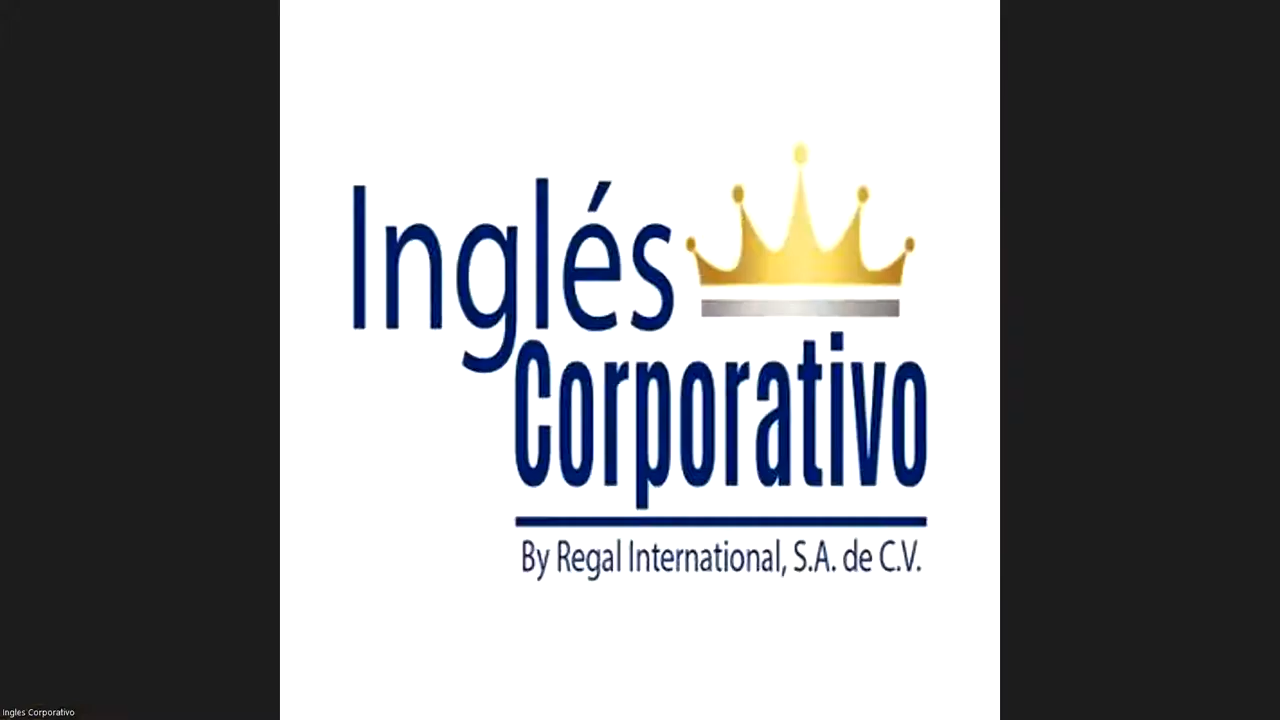 Inglés
Corporativo
By Regal International, S.A. de C.V.
Ingles Corporativo